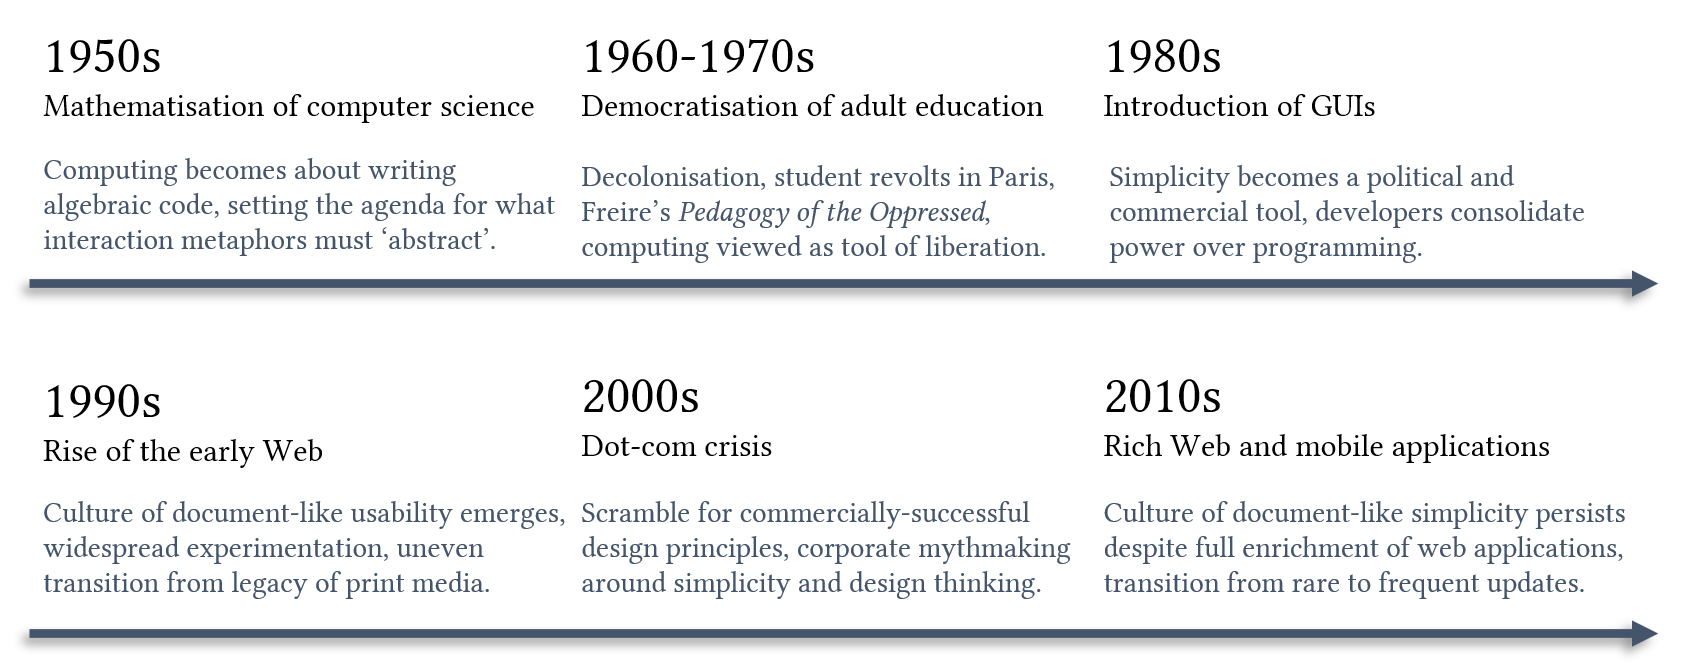 1950s
Mathematisation of computer science
Computing becomes about writing
algebraic code, setting the agenda for what
interaction metaphors must ‘abstract’.
1960-1970s
Democratisation of adult education
Decolonisation, student revolts in Paris,
Freire’s Pedagogy of the Oppressed,
computing viewed as tool of liberation.
1980s
Introduction of GUIs
Simplicity becomes a political and
commercial tool, developers consolidate
power over programming.
1990s
Rise of the early Web
Culture of document-like usability emerges,
widespread experimentation, uneven
transition from legacy of print media.
2000s
Dot-com crisis
Scramble for commercially-successful
design principles, corporate mythmaking
around simplicity and design thinking.
2010s
Rich Web and mobile applications
Culture of document-like simplicity persists
despite full enrichment of web applications,
transition from rare to frequent updates.